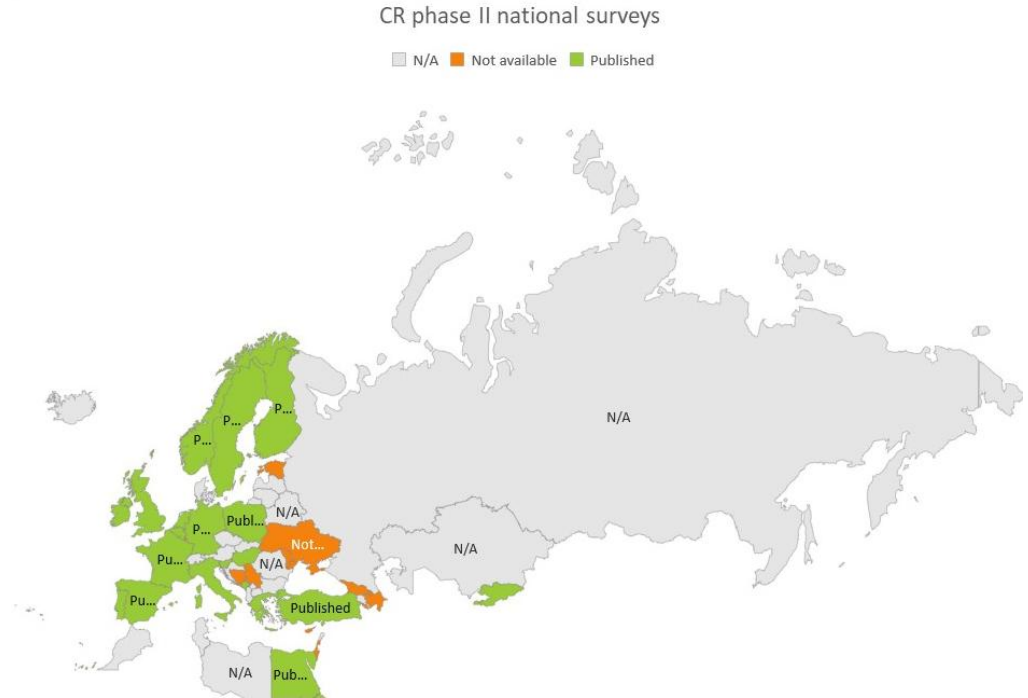 CR phase II national surveys
N/A Not available Published
N/A
P...
P...
P...
N/A
P...
Publ...
Not...
N/A
Pu...
N/A
Pu...
Published
N/A
Pub...